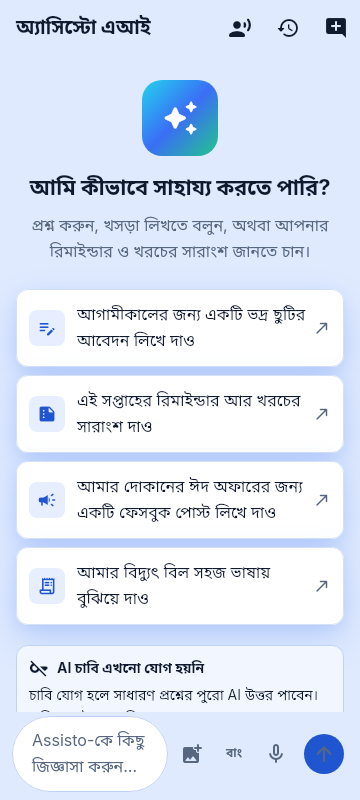 অ্যাসিস্টো এআই
আমি কীভাবে সাহায্য করতে পারি?
প্রশ্ন করুন, খসড়া লিখতে বলুন, অথবা আপনার
রিমাইন্ডার ও খরচের সারাংশ জানতে চান।
আগামীকালের জন্য একটি ভদ্র ছুটির
আবেদন লিখে দাও
এই সপ্তাহের রিমাইন্ডার আর খরচের
সারাংশ দাও
আমার দোকানের ঈদ অফারের জন্য
একটি ফেসবুক পোস্ট লিখে দাও
আমার বিদ্যুৎ বিল সহজ ভাষায়
বুঝিয়ে দাও
AI চাবি এখনো যোগ হয়নি
চাবি যোগ হলে সাধারণ প্রশ্নের পুরো AI উত্তর পাবেন।
Assisto-কে কিছু
জিজ্ঞাসা করুন...
বাং